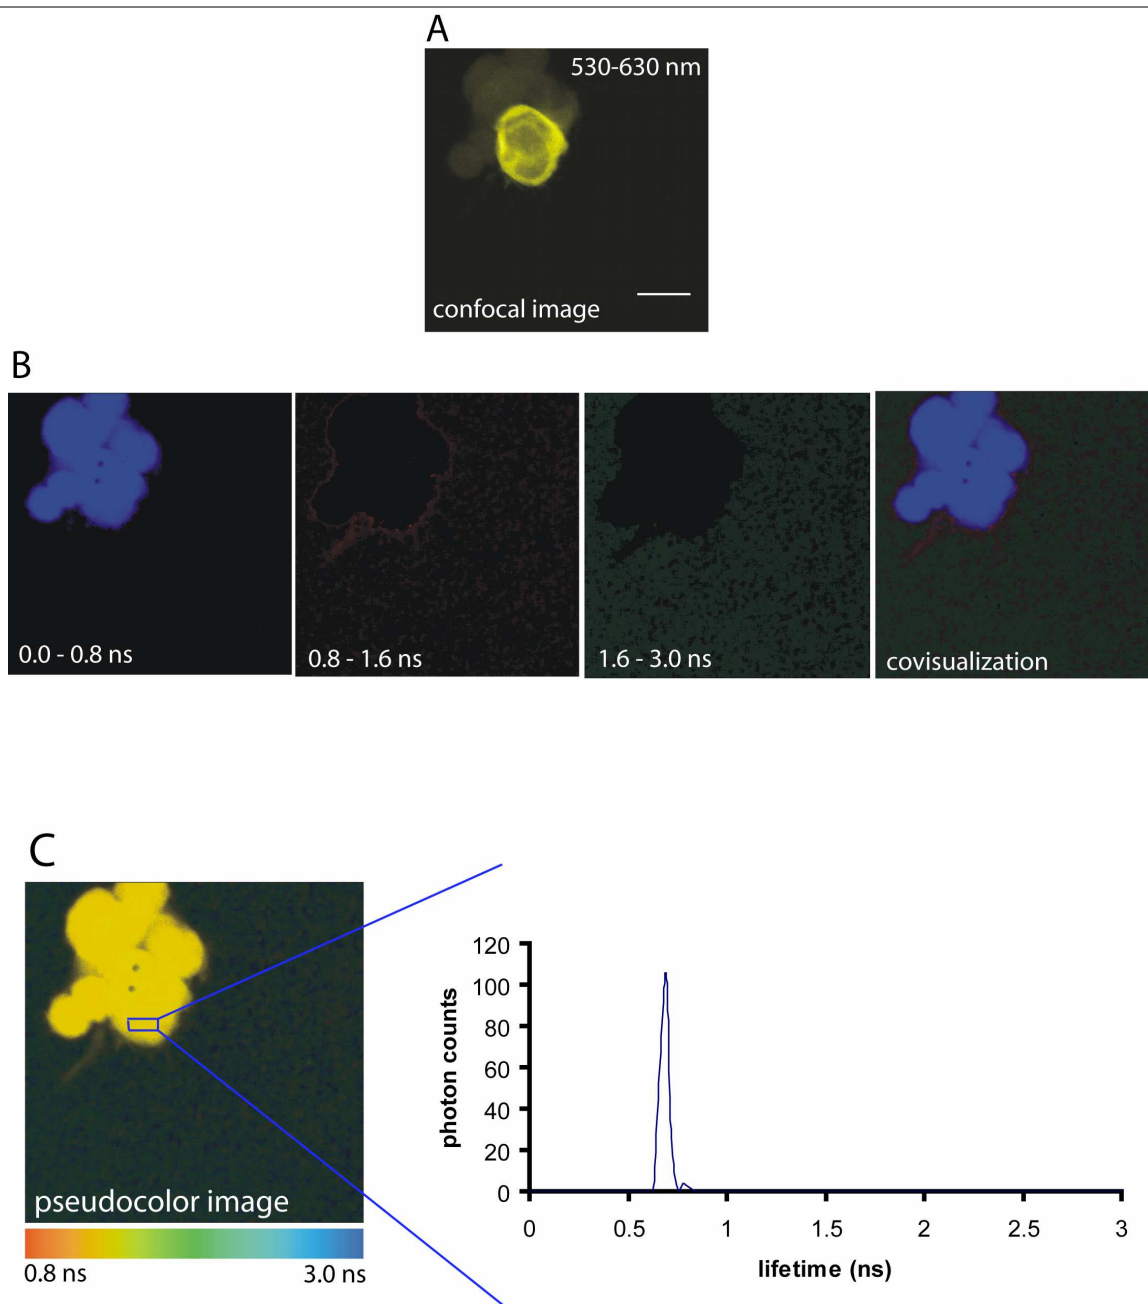 A
530-630 nm
confocal image
B
0.0 - 0.8 ns
0.8 - 1.6 ns
1.6 - 3.0 ns
covisualization
C
pseudocolor image
0.8 ns
3.0 ns
photon counts
120
100
80
60
40
20
0
0 0.5 1 1.5 2 2.5 3
lifetime (ns)